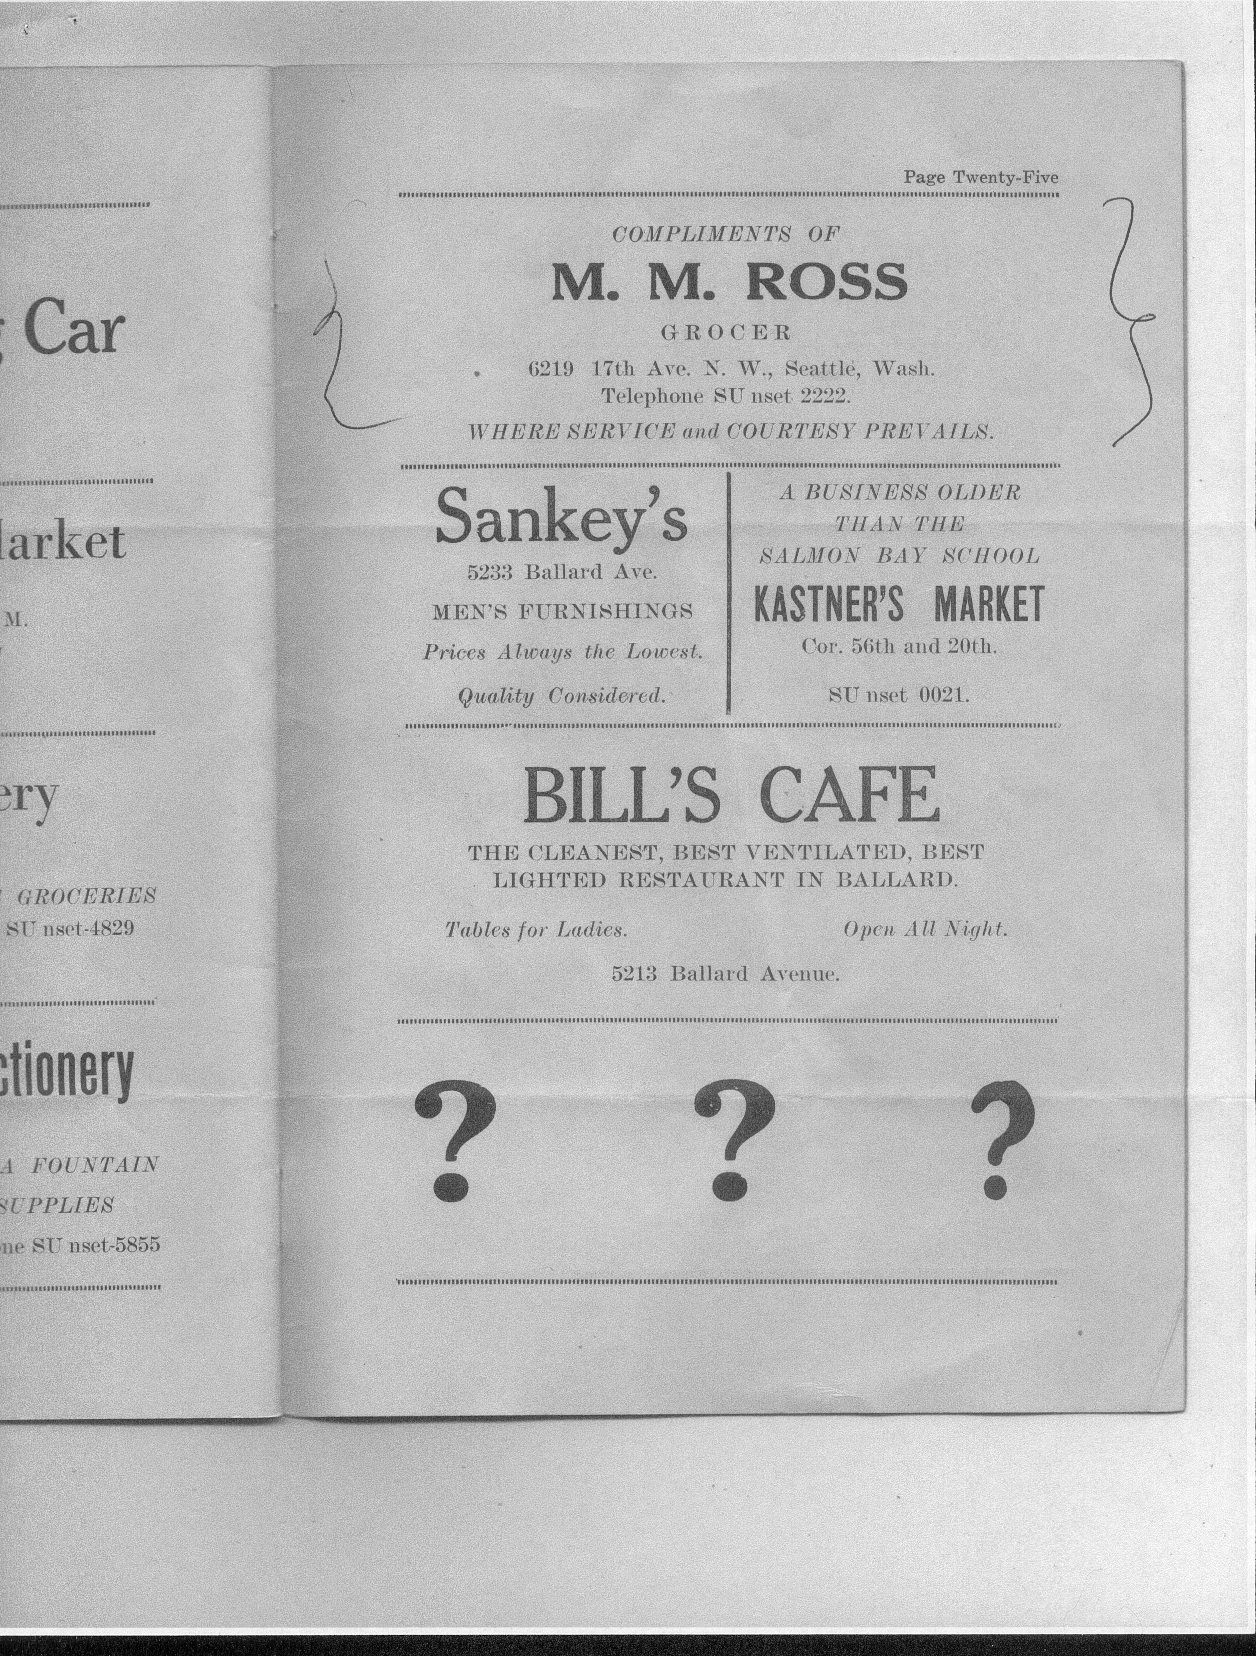 Car
Market
M.
GROCERIES
SU nset-4829
A FOUNTAIN
SUPPLIES
SU nset-5855
Page Twenty-Five
COMPLIMENTS OF
M. M. ROSS
GROCER
6219 17th Ave. N. W., Seattle, Wash.
Telephone SU nset 2222.
WHERE SERVICE and COURTESY PREVAILS.
Sankey's
5233 Ballard Ave.
MEN'S FURNISHINGS
Prices Always the Lowest.
Quality Considered.
A BUSINESS OLDER
THAN THE
SALMON BAY SCHOOL
KASTNER'S MARKET
Cor. 56th and 20th.
SU nset 0021.
BILL'S CAFE
THE CLEANEST, BEST VENTILATED, BEST
LIGHTED RESTAURANT IN BALLARD.
Tables for Ladies. Open All Night.
5213 Ballard Avenue.
? ? ?